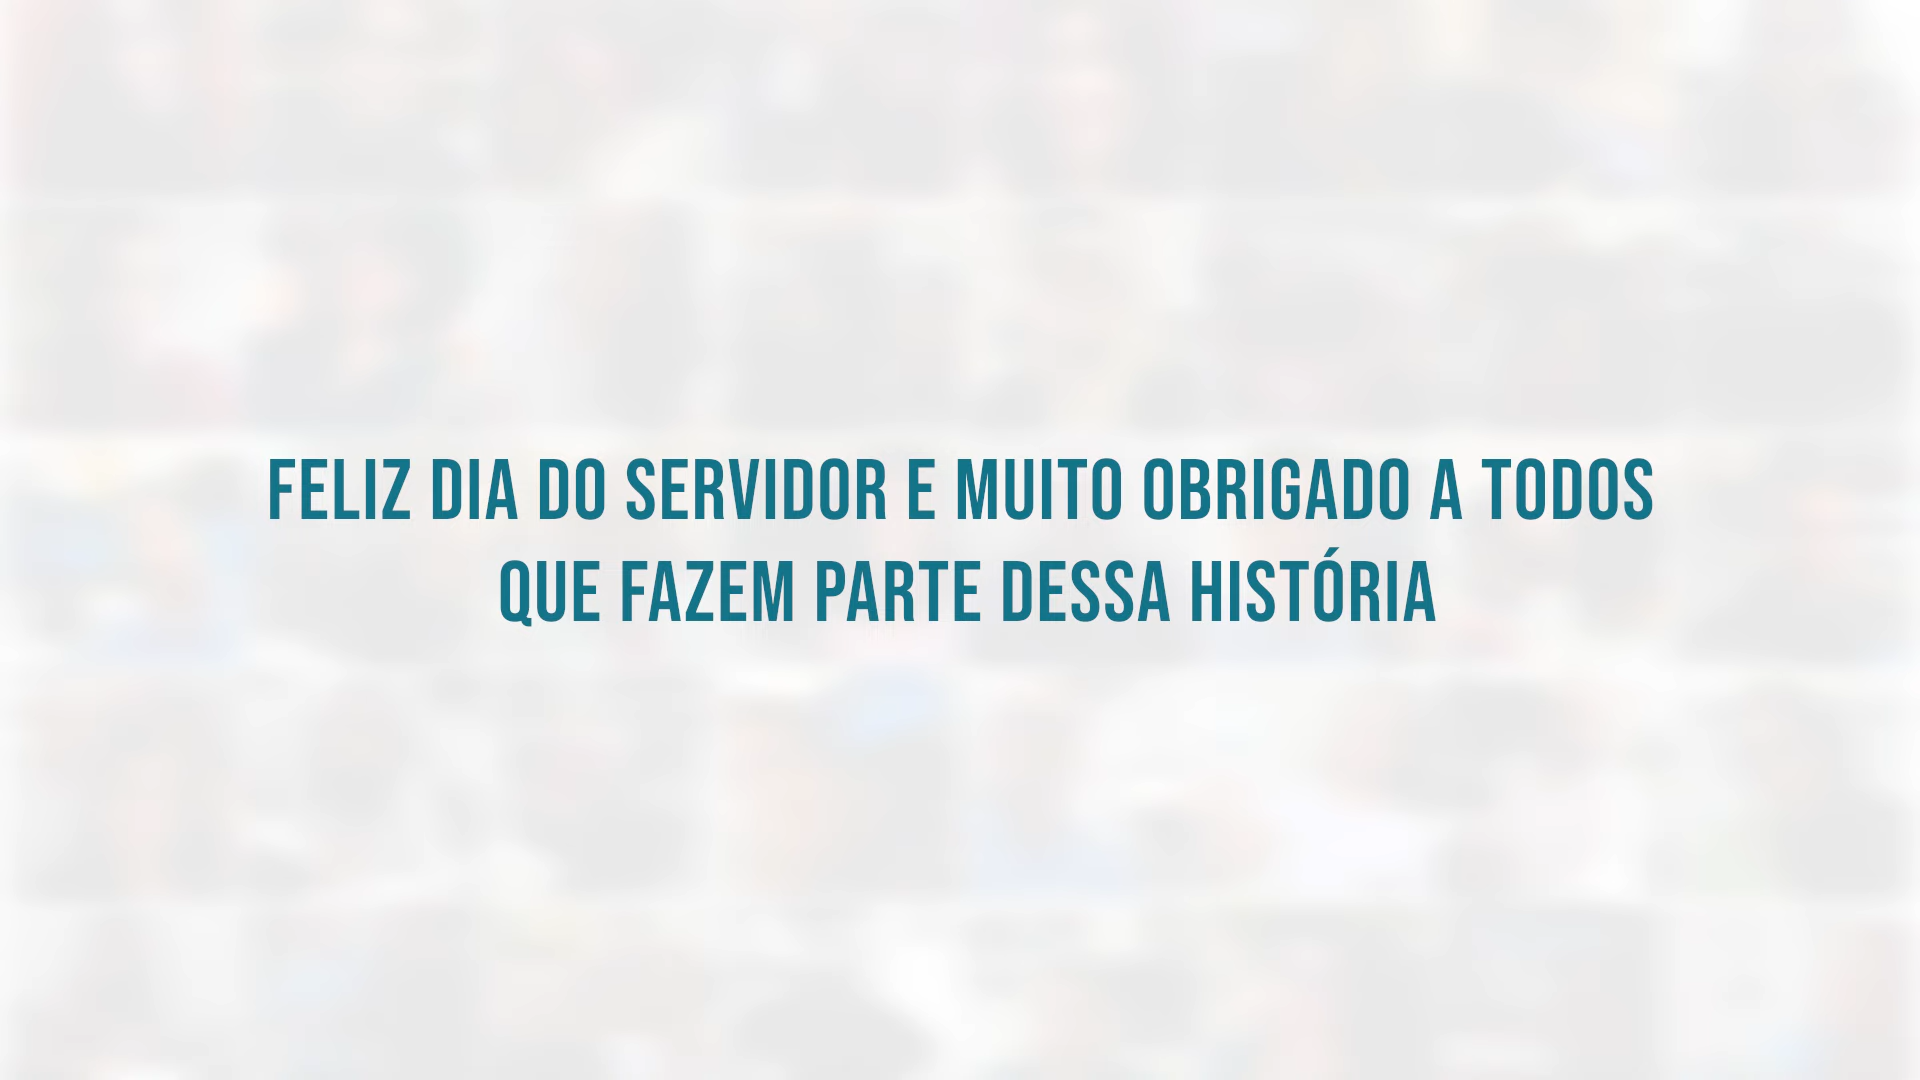 FELIZ DIA DO SERVIDOR E MUITO OBRIGADO A TODOS
QUE FAZEM PARTE DESSA HISTÓRIA